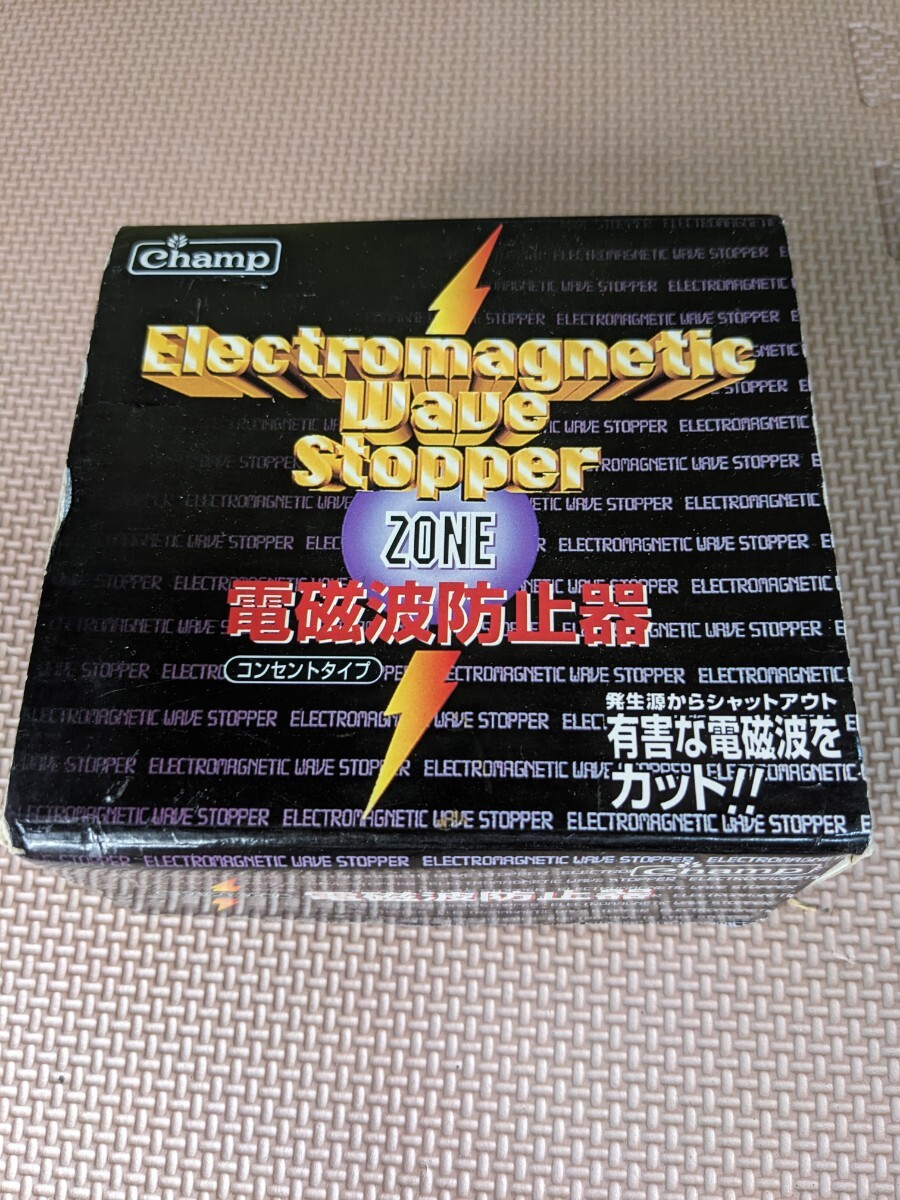 Champ
Electromagnetic
Wave
Stopper
ZONE
電磁波防止器
コンセントタイプ
発生源からシャットアウト
有害な電磁波を
カット!!
ELECTROMAGNETIC WAVE STOPPER
Champ
電磁波防止器